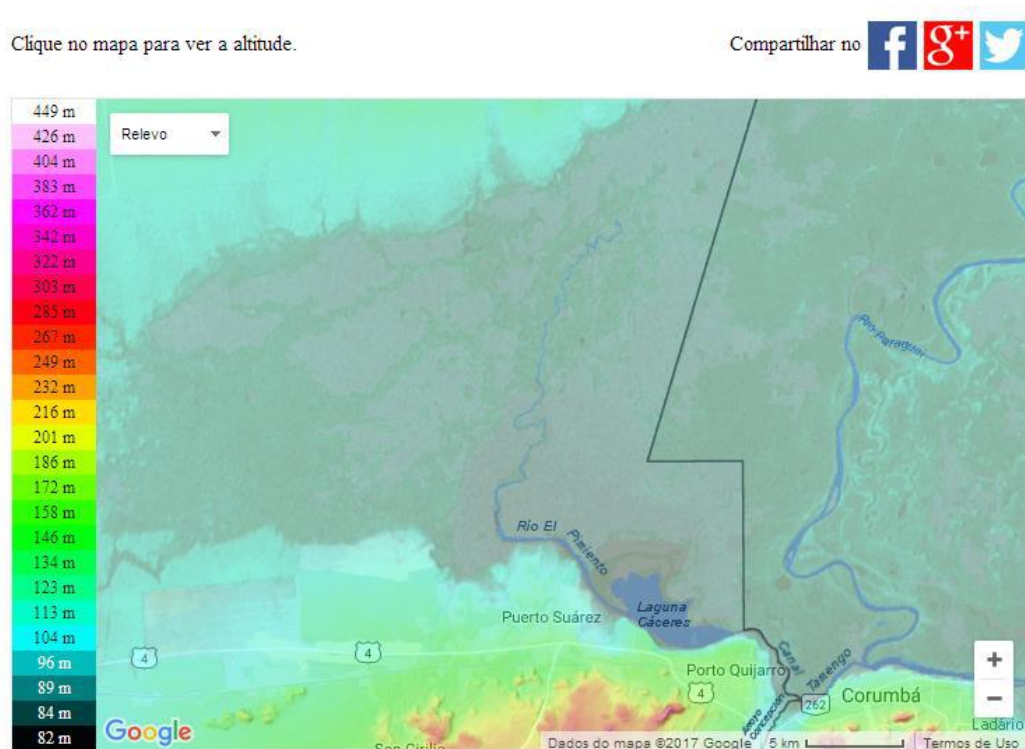 Clique no mapa para ver a altitude.
Compartilhar no
f
g+
449 m
426 m
404 m
383 m
362 m
342 m
322 m
303 m
285 m
267 m
249 m
232 m
216 m
201 m
186 m
172 m
158 m
146 m
134 m
123 m
113 m
104 m
96 m
89 m
84 m
82 m
Relevo
Rio Paraguai
Río El Pimiento
Laguna
Cáceres
Puerto Suárez
4
4
Porto Quijarro
4
Canal Tamengo
Arroyo
Concepción
262
Corumbá
Ladário
+
−
Google
Dados do mapa ©2017 Google
5 km
Termos de Uso